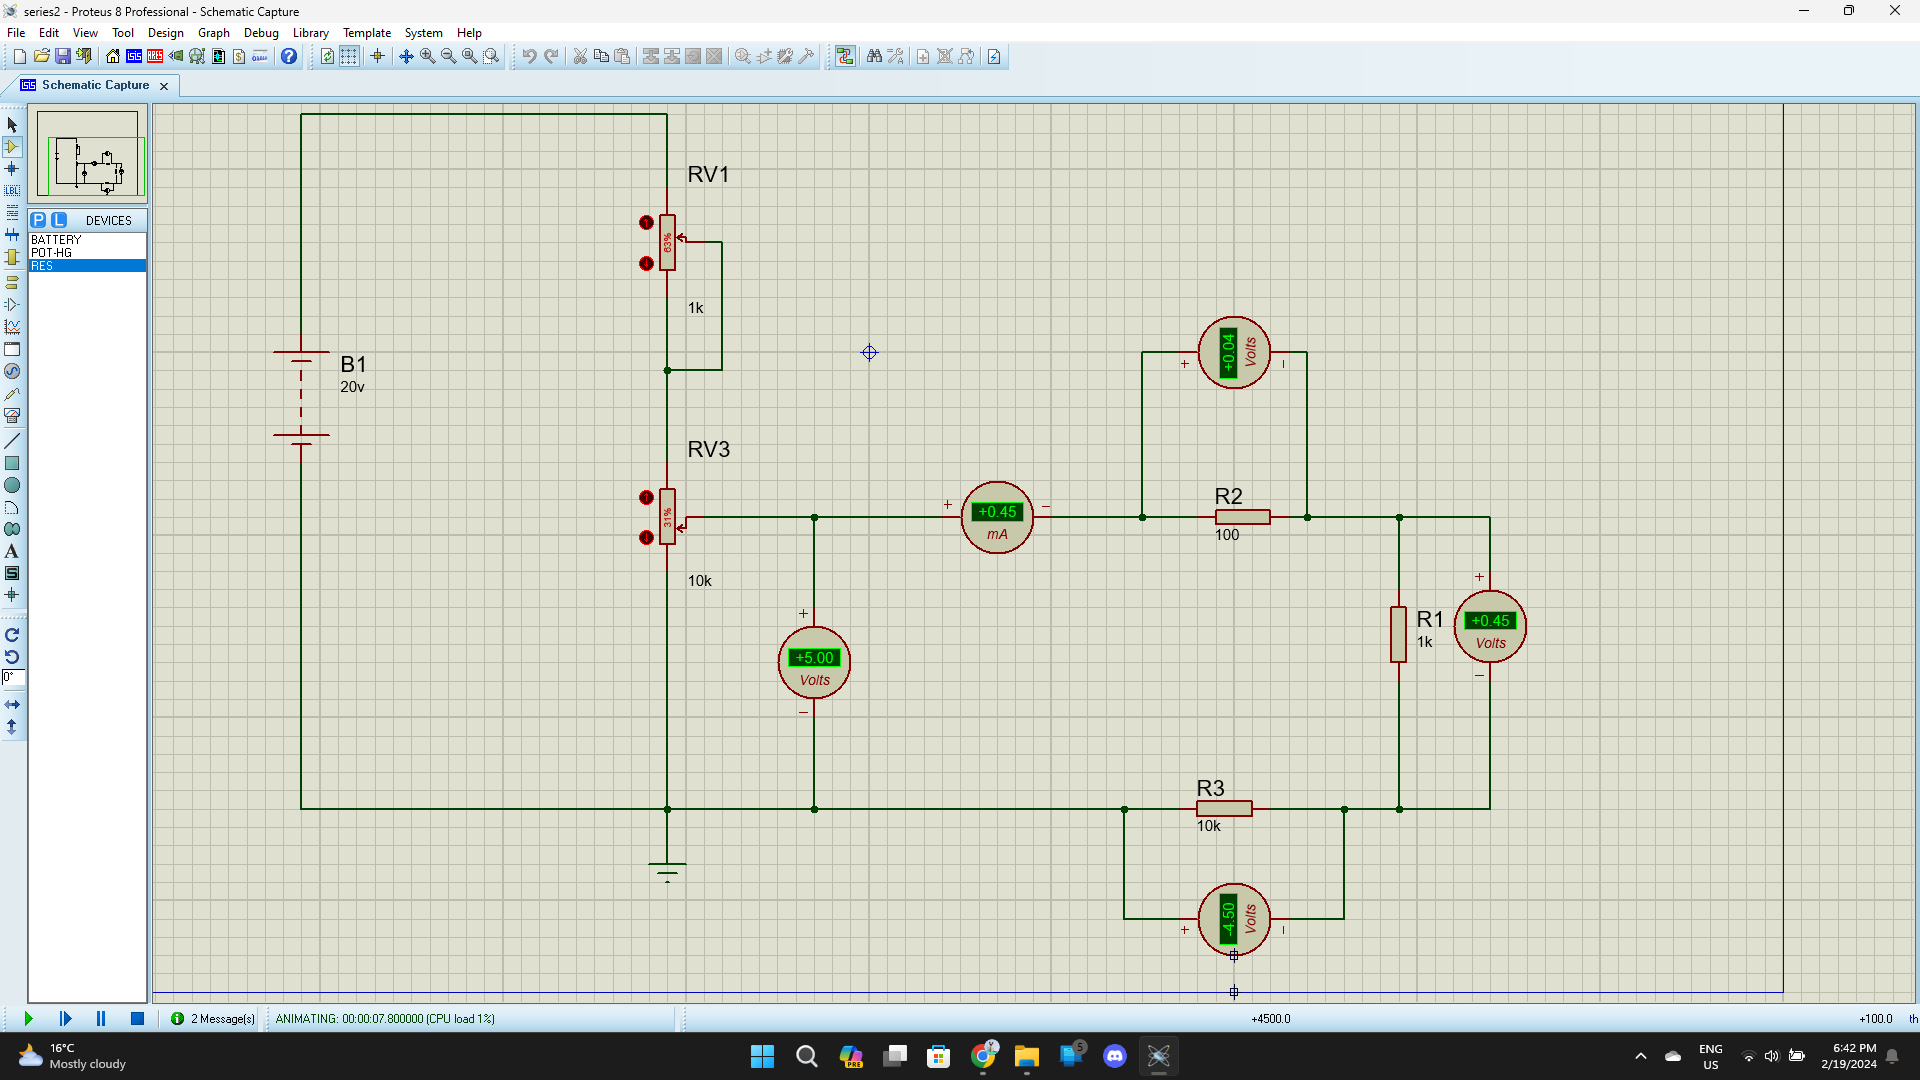 series2 - Proteus 8 Professional - Schematic Capture
File Edit View Tool Design Graph Debug Library Template System Help
Schematic Capture
P L DEVICES
BATTERY
POT-HG
RES
LBL
A
S
0°
RV1
63%
1k
B1
20v
+0.04
Volts
+
RV3
31%
10k
+ −
+0.45
mA
R2
100
+
+5.00
Volts
−
+
R1
1k
+0.45
Volts
−
R3
10k
-4.50
Volts
+
2 Message(s) ANIMATING: 00:00:07.800000 (CPU load 1%) +4500.0 +100.0 th
16°C
Mostly cloudy
PRE
Y
5
ENG
US
6:42 PM
2/19/2024